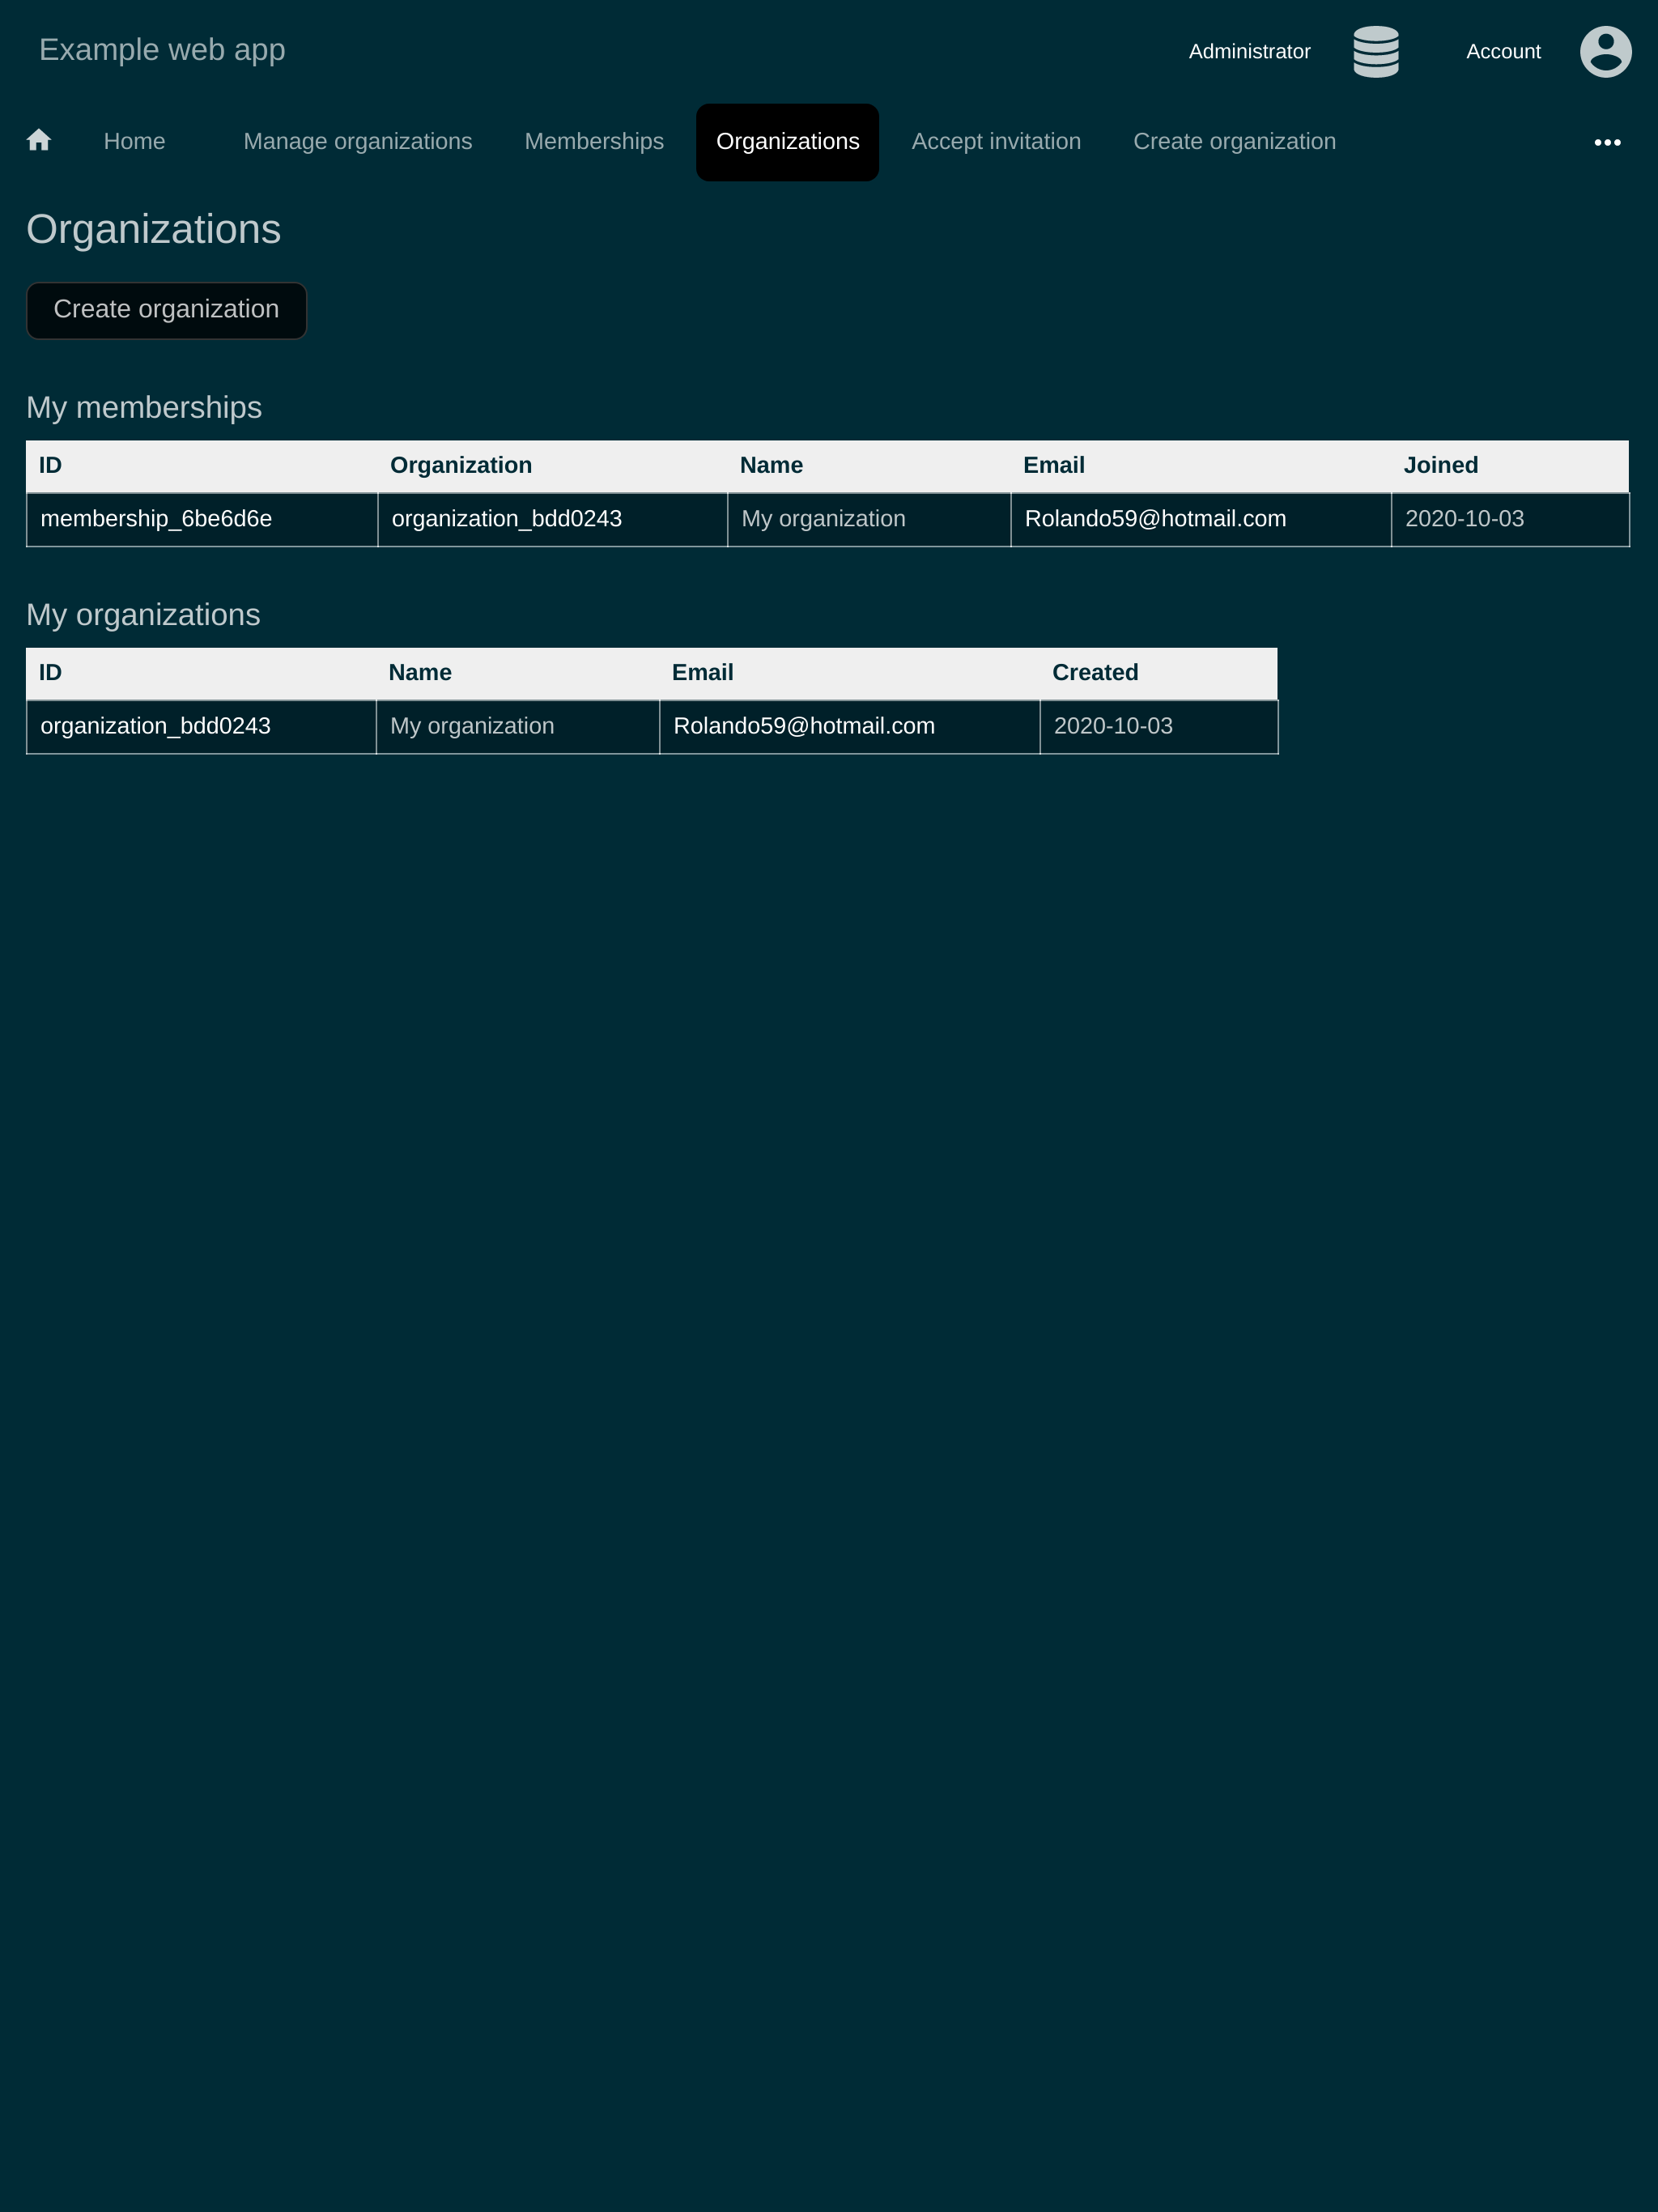 Example web app Administrator Account
Home Manage organizations Memberships Organizations Accept invitation Create organization
Organizations
Create organization
My memberships
ID Organization Name Email Joined
membership_6be6d6e organization_bdd0243 My organization Rolando59@hotmail.com 2020-10-03
My organizations
ID Name Email Created
organization_bdd0243 My organization Rolando59@hotmail.com 2020-10-03